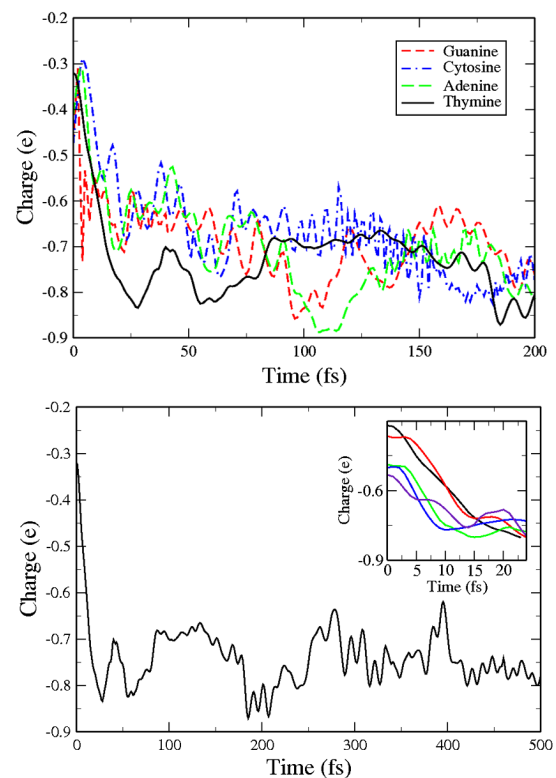 -0.2
-0.3
-0.4
-0.5
-0.6
-0.7
-0.8
-0.9
Charge (e)
Guanine
Cytosine
Adenine
Thymine
0 50 100 150 200
Time (fs)
-0.2
-0.3
-0.4
-0.5
-0.6
-0.7
-0.8
-0.9
Charge (e)
Charge (e)
-0.6
-0.9
0 5 10 15 20
Time (fs)
0 100 200 300 400 500
Time (fs)